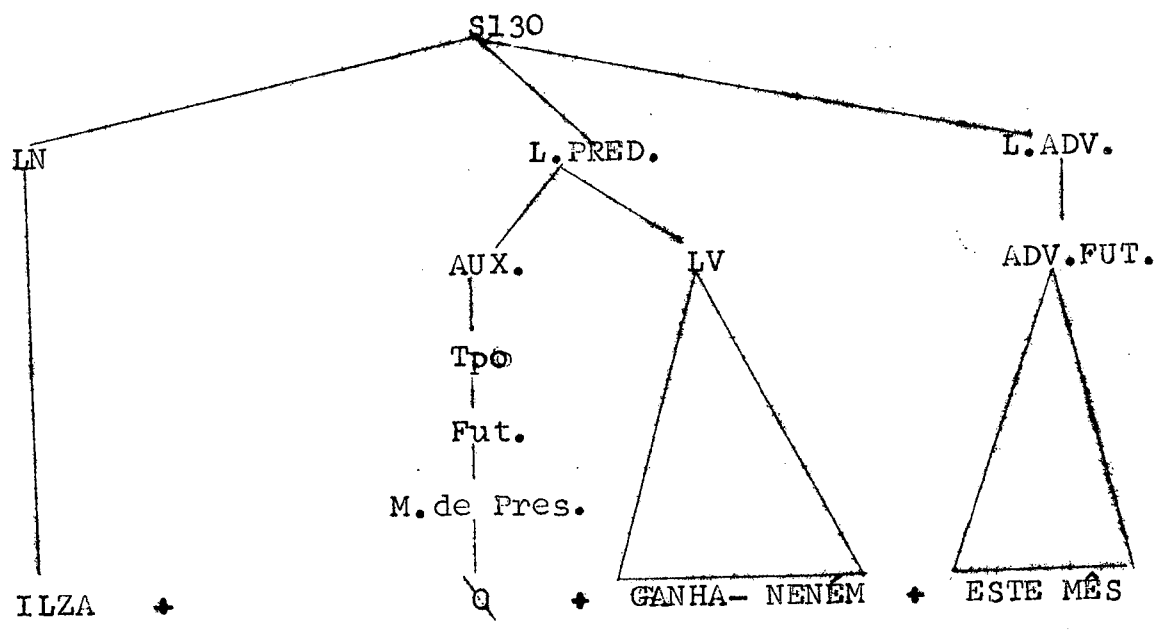 S130
LN L.PRED. L.ADV.
AUX. LV ADV.FUT.
Tpo
Fut.
M.de Pres.
ILZA + Ø + GANHA- NENÉM + ESTE MÊS